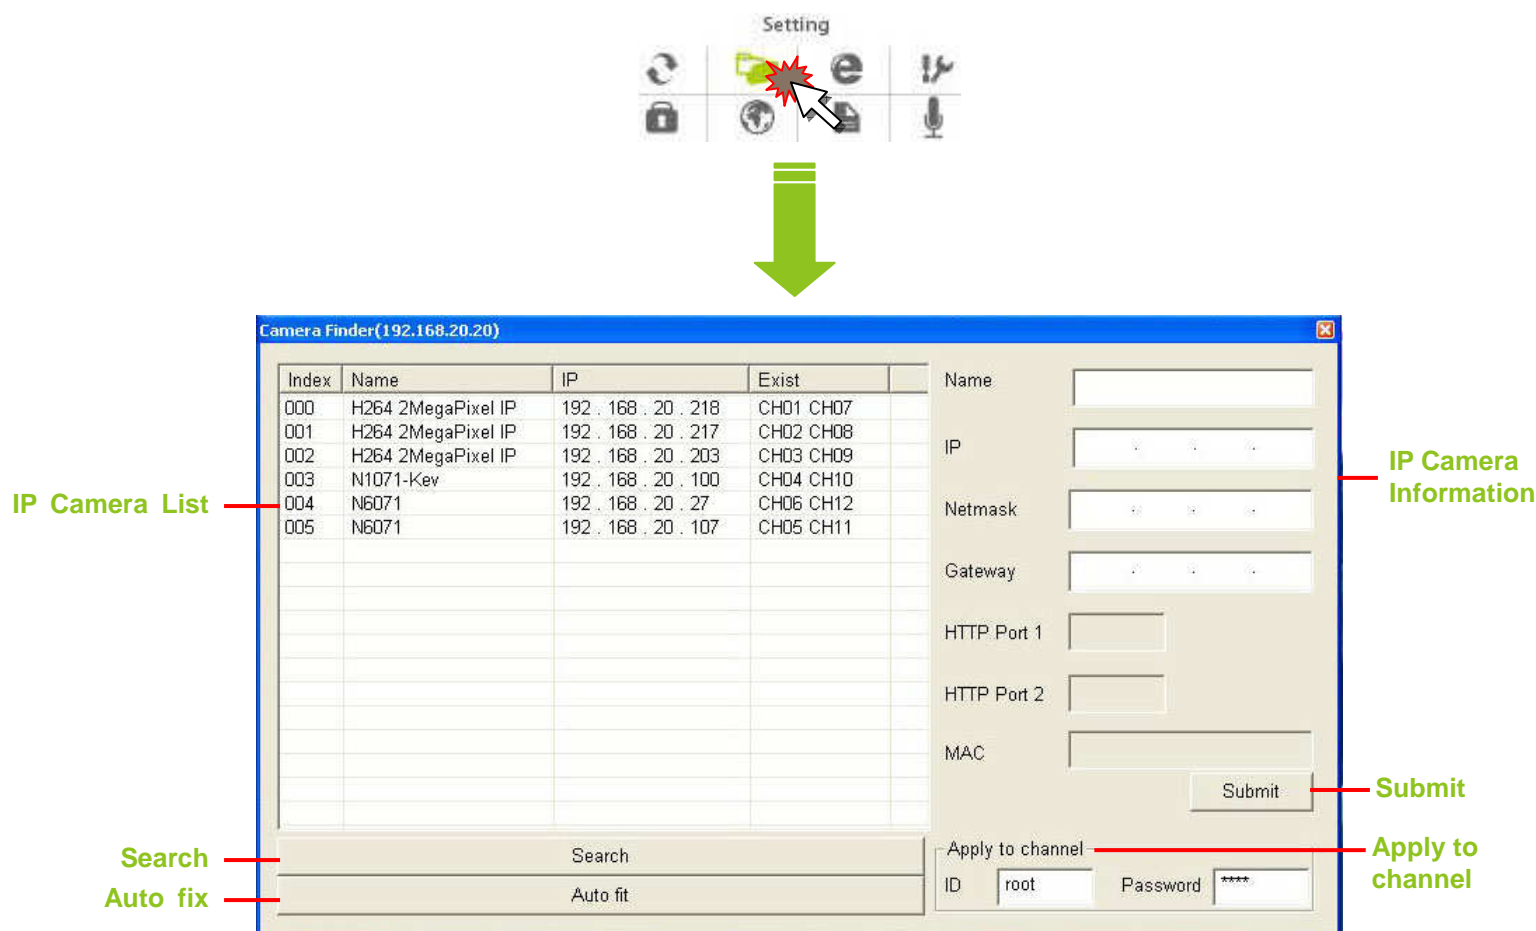 Setting
Camera Finder(192.168.20.20)
Index Name IP Exist
000 H264 2MegaPixel IP 192 . 168 . 20 . 218 CH01 CH07
001 H264 2MegaPixel IP 192 . 168 . 20 . 217 CH02 CH08
002 H264 2MegaPixel IP 192 . 168 . 20 . 203 CH03 CH09
003 N1071-Kev 192 . 168 . 20 . 100 CH04 CH10
004 N6071 192 . 168 . 20 . 27 CH06 CH12
005 N6071 192 . 168 . 20 . 107 CH05 CH11
IP Camera List
Search
Auto fit
Search
Auto fix
Name
IP . . .
Netmask . . .
Gateway . . .
HTTP Port 1
HTTP Port 2
MAC
Submit
Apply to channel
ID root Password ****
IP Camera
Information
Submit
Apply to
channel